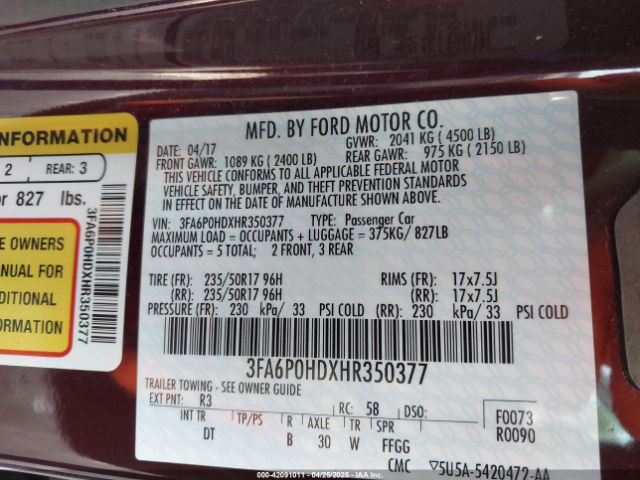 INFORMATION
2 REAR: 3
or 827 lbs.
E OWNERS
ANUAL FOR
DITIONAL
FORMATION
3FA6P0HDXHR350377
MFD. BY FORD MOTOR CO.
DATE: 04/17 GVWR: 2041 KG ( 4500 LB)
FRONT GAWR: 1089 KG ( 2400 LB) REAR GAWR: 975 KG ( 2150 LB)
THIS VEHICLE CONFORMS TO ALL APPLICABLE FEDERAL MOTOR
VEHICLE SAFETY, BUMPER, AND THEFT PREVENTION STANDARDS
IN EFFECT ON THE DATE OF MANUFACTURE SHOWN ABOVE.
VIN: 3FA6P0HDXHR350377 TYPE: Passenger Car
MAXIMUM LOAD = OCCUPANTS + LUGGAGE = 375KG/ 827LB
OCCUPANTS = 5 TOTAL; 2 FRONT, 3 REAR
TIRE (FR): 235/50R17 96H RIMS (FR): 17x7.5J
(RR): 235/50R17 96H (RR): 17x7.5J
PRESSURE (FR): 230 kPa/ 33 PSI COLD (RR): 230 kPa/ 33 PSI COLD
3FA6P0HDXHR350377
TRAILER TOWING - SEE OWNER GUIDE
EXT PNT: R3 RC: 58 DSO: F0073
INT TR TP/PS R AXLE TR SPR R0090
DT B 30 W FFGG
CMC ▽5U5A-5420472-AA
000-42091011 - 04/25/2025 - IAAI.COM